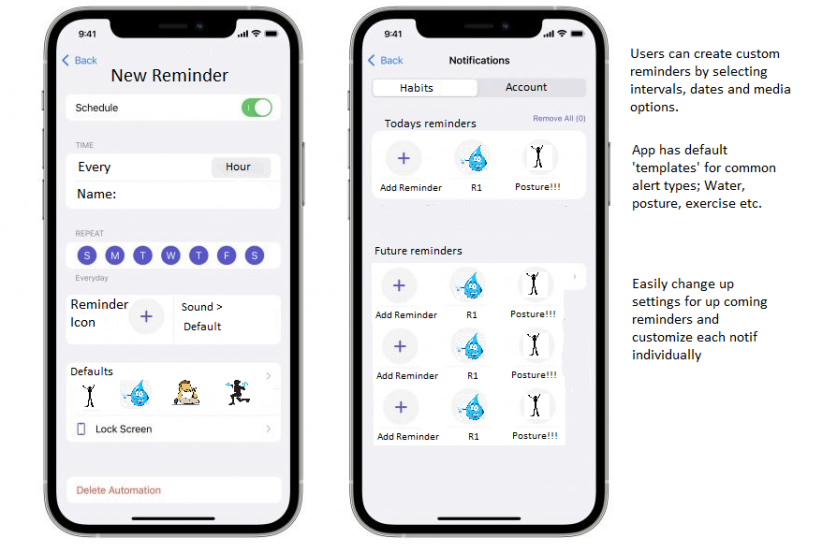 9:41
Back
New Reminder
Schedule
TIME
Every
Hour
Name:
REPEAT
S M T W T F S
Everyday
Reminder
Icon
Sound >
Default
Defaults
Lock Screen
Delete Automation
9:41
Back
Notifications
Habits
Account
Todays reminders
Remove All (0)
Add Reminder
R1
Posture!!!
Future reminders
Add Reminder
R1
Posture!!!
Add Reminder
R1
Posture!!!
Add Reminder
R1
Posture!!!
Users can create custom
reminders by selecting
intervals, dates and media
options.
App has default
'templates' for common
alert types; Water,
posture, exercise etc.
Easily change up
settings for up coming
reminders and
customize each notif
individually